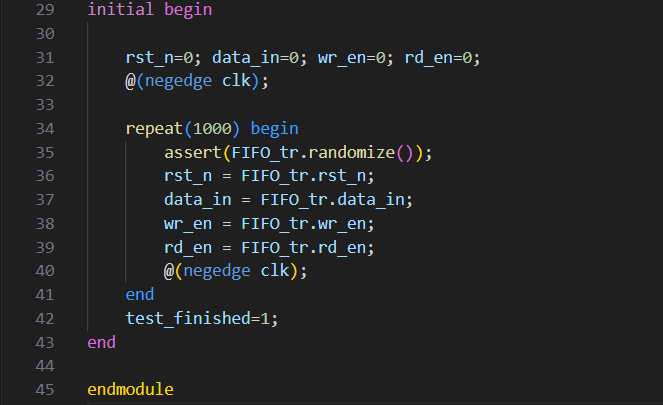 29 initial begin
30
31     rst_n=0; data_in=0; wr_en=0; rd_en=0;
32     @(negedge clk);
33
34     repeat(1000) begin
35         assert(FIFO_tr.randomize());
36         rst_n = FIFO_tr.rst_n;
37         data_in = FIFO_tr.data_in;
38         wr_en = FIFO_tr.wr_en;
39         rd_en = FIFO_tr.rd_en;
40         @(negedge clk);
41     end
42     test_finished=1;
43 end
44
45 endmodule